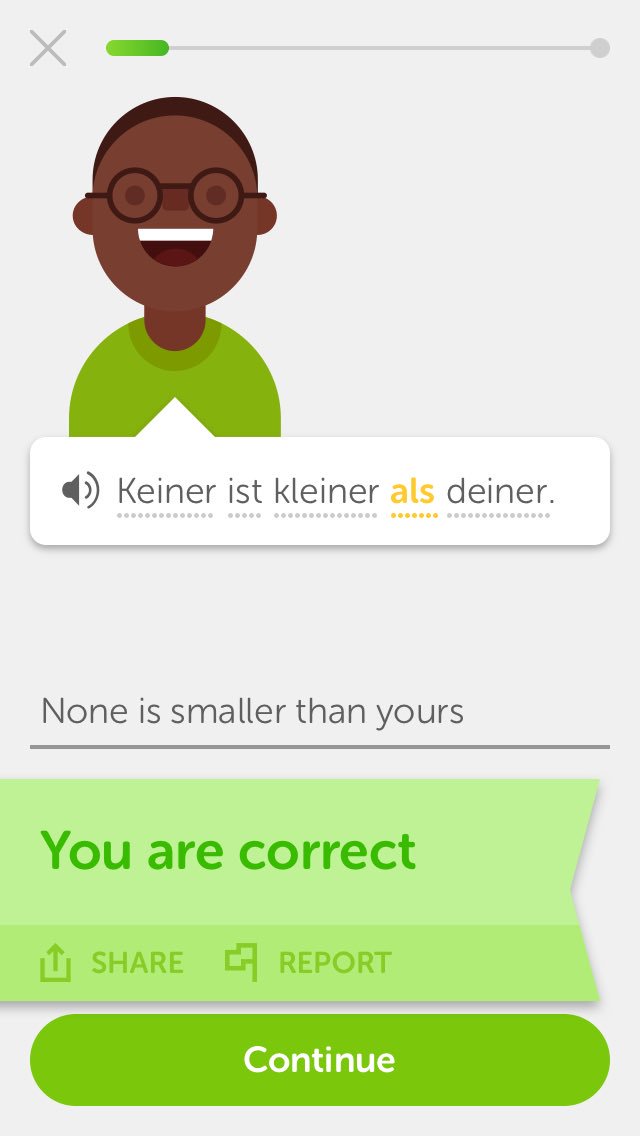 Keiner ist kleiner als deiner.
None is smaller than yours
You are correct
SHARE REPORT
Continue